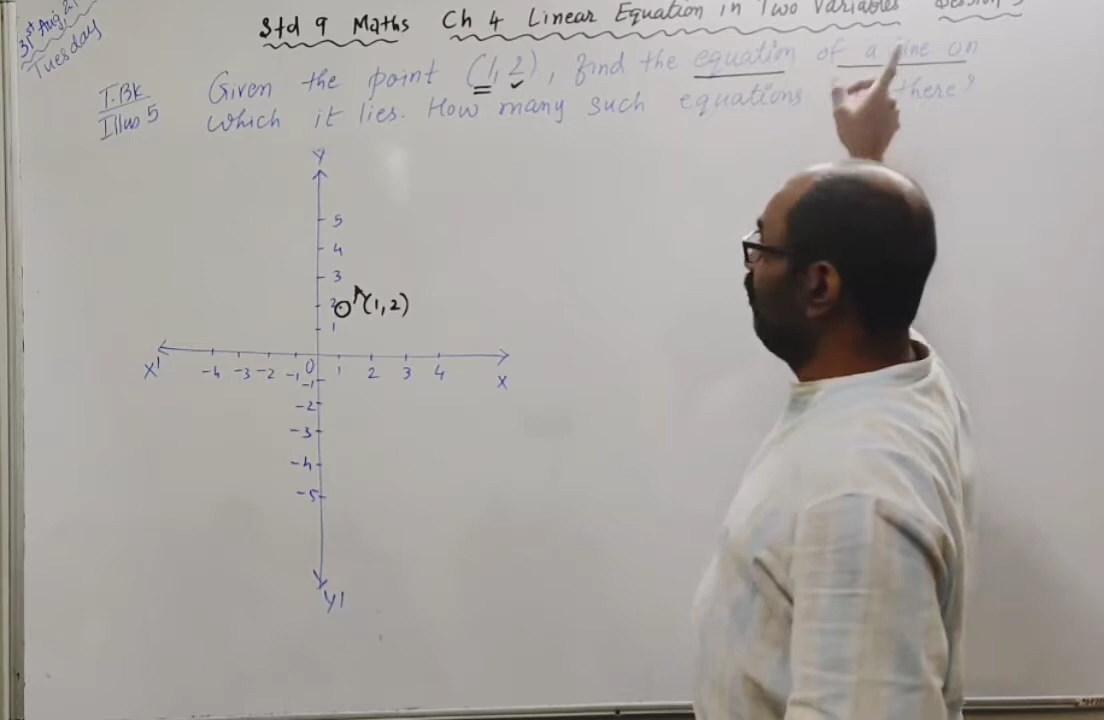 31st Aug, 21
Tuesday
Std 9 Maths Ch 4 Linear Equation in Two Variables
T.Bk
Illus 5
Given the point (1, 2), find the equation of a line on
which it lies. How many such equations there?
Y
5
4
3
2
1
(1, 2)
X' -4 -3 -2 -1 0 1 2 3 4 X
-1
-2
-3
-4
-5
Y1